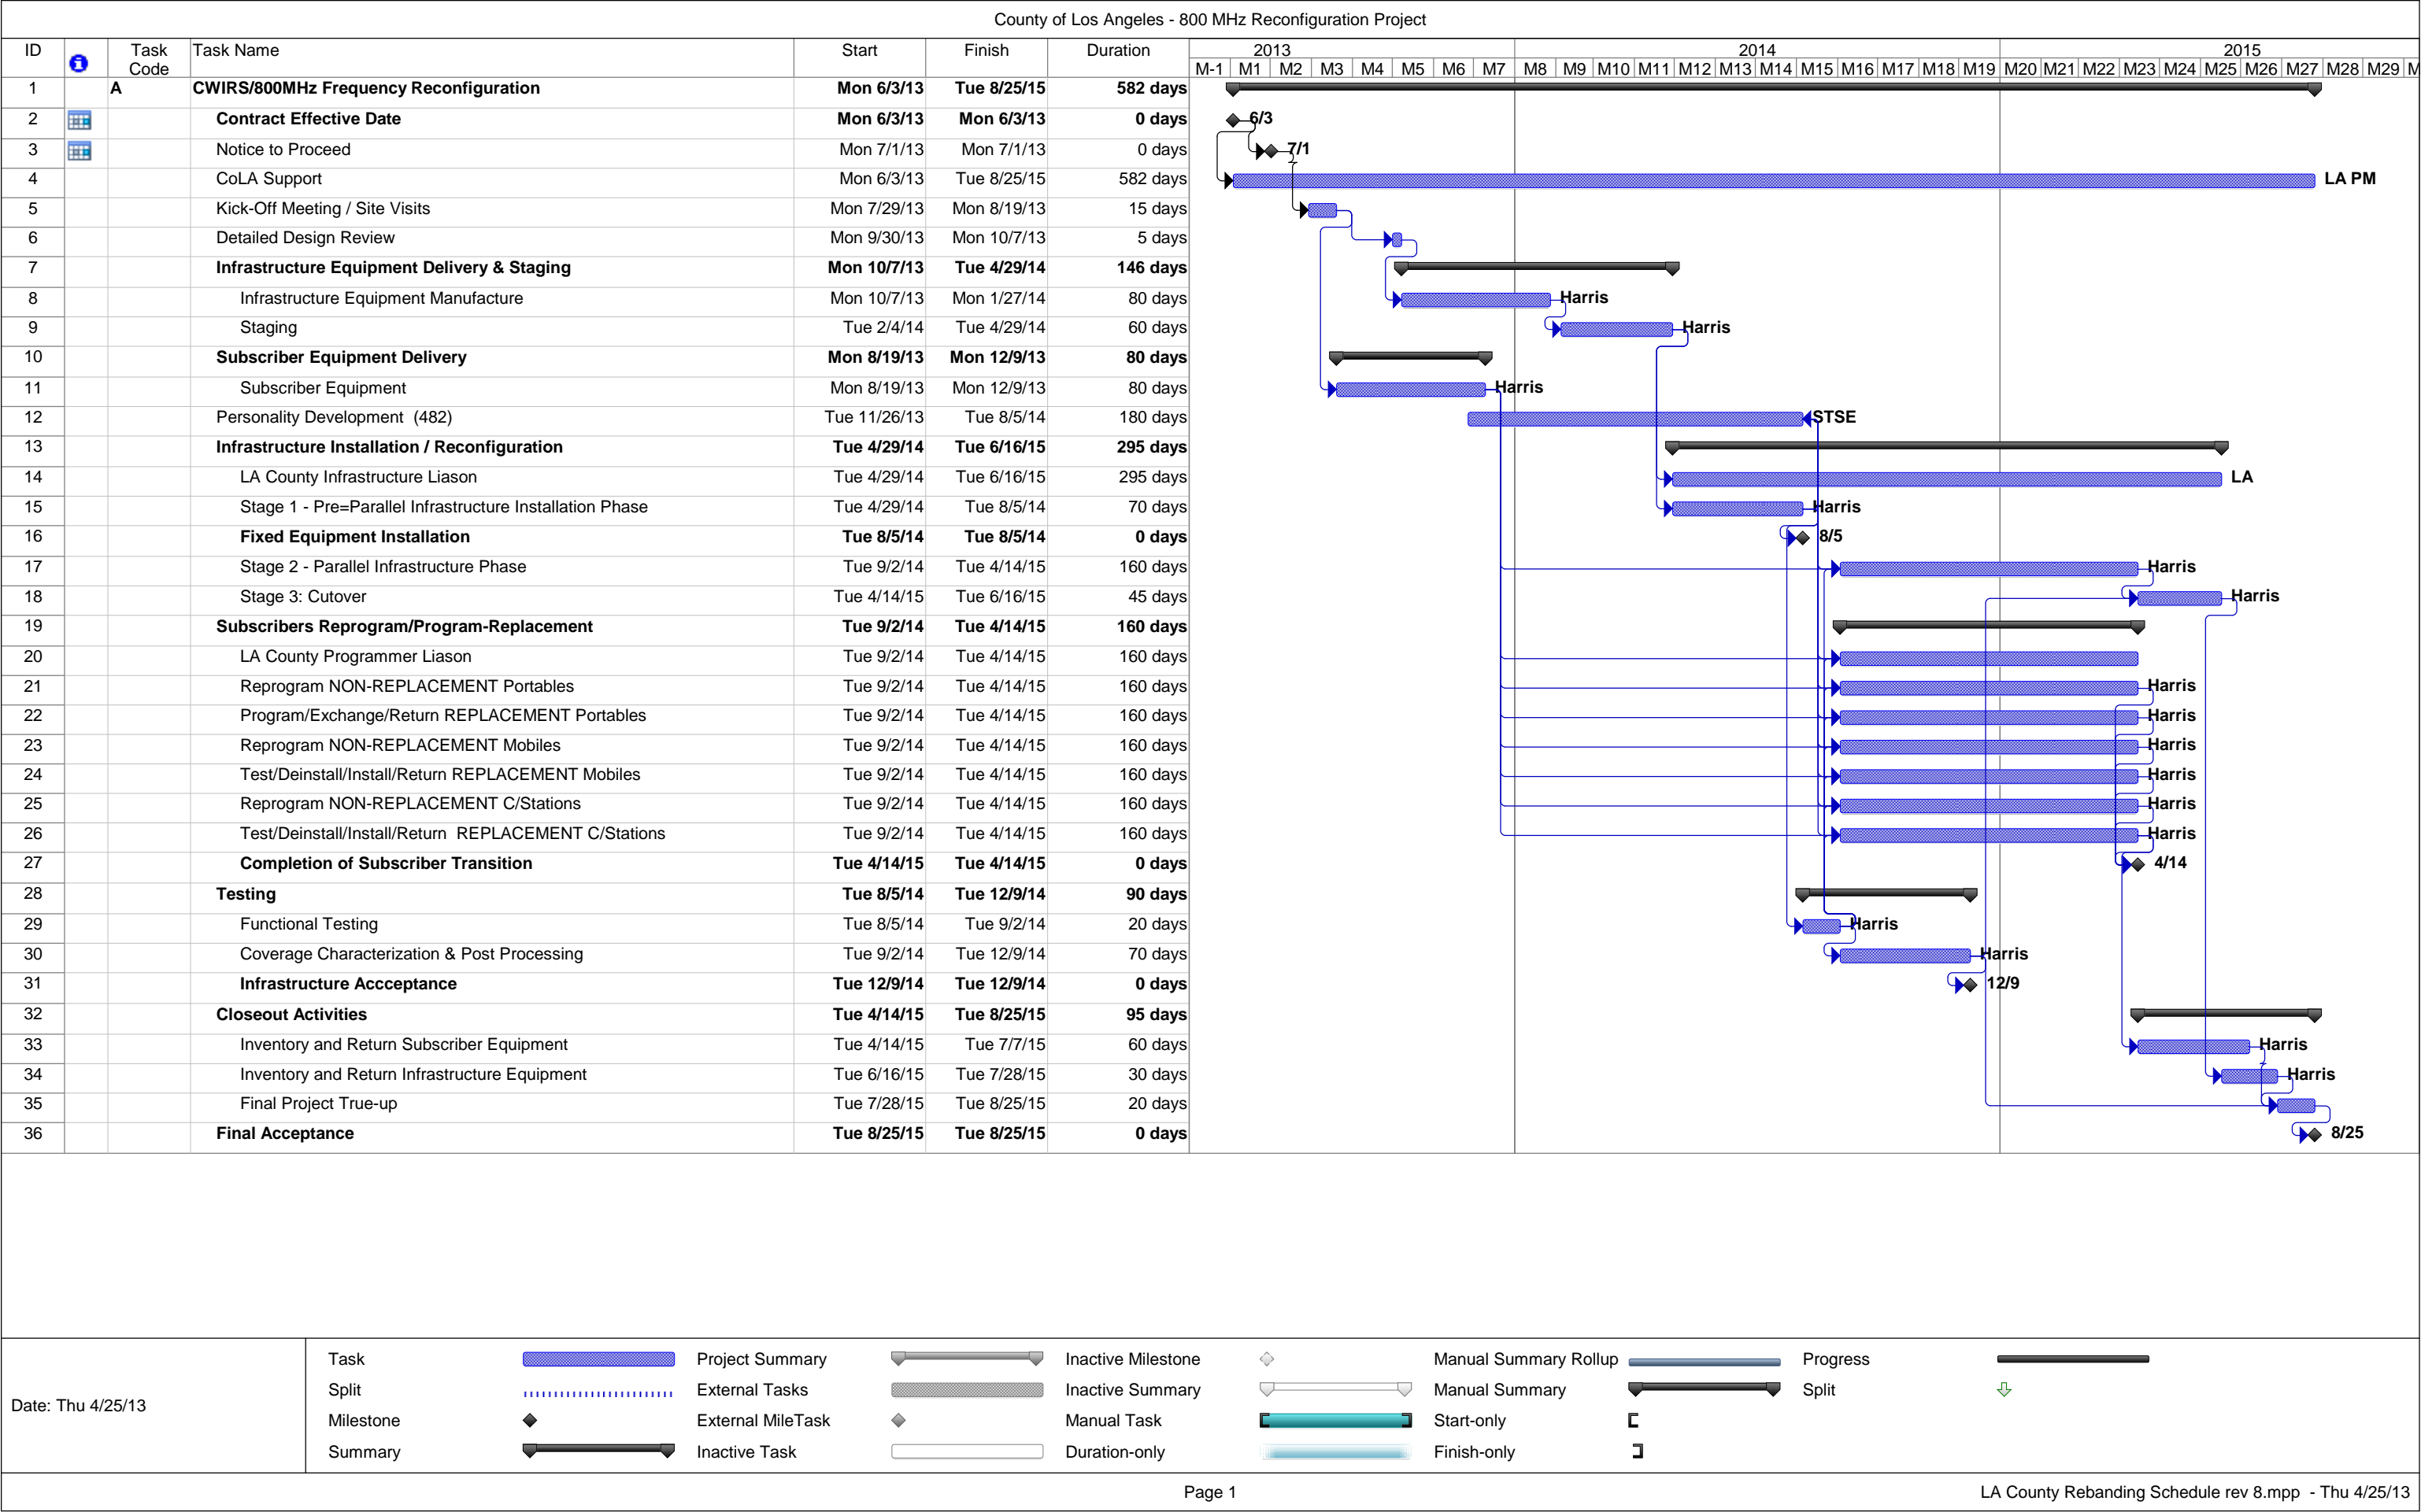 County of Los Angeles - 800 MHz Reconfiguration Project
ID Task Code Task Name Start Finish Duration 2013 2014 2015
M-1 M1 M2 M3 M4 M5 M6 M7 M8 M9 M10 M11 M12 M13 M14 M15 M16 M17 M18 M19 M20 M21 M22 M23 M24 M25 M26 M27 M28 M29 M
1 A CWIRS/800MHz Frequency Reconfiguration Mon 6/3/13 Tue 8/25/15 582 days
2 Contract Effective Date Mon 6/3/13 Mon 6/3/13 0 days 6/3
3 Notice to Proceed Mon 7/1/13 Mon 7/1/13 0 days 7/1
4 CoLA Support Mon 6/3/13 Tue 8/25/15 582 days LA PM
5 Kick-Off Meeting / Site Visits Mon 7/29/13 Mon 8/19/13 15 days
6 Detailed Design Review Mon 9/30/13 Mon 10/7/13 5 days
7 Infrastructure Equipment Delivery & Staging Mon 10/7/13 Tue 4/29/14 146 days
8 Infrastructure Equipment Manufacture Mon 10/7/13 Mon 1/27/14 80 days Harris
9 Staging Tue 2/4/14 Tue 4/29/14 60 days Harris
10 Subscriber Equipment Delivery Mon 8/19/13 Mon 12/9/13 80 days
11 Subscriber Equipment Mon 8/19/13 Mon 12/9/13 80 days Harris
12 Personality Development (482) Tue 11/26/13 Tue 8/5/14 180 days STSE
13 Infrastructure Installation / Reconfiguration Tue 4/29/14 Tue 6/16/15 295 days
14 LA County Infrastructure Liason Tue 4/29/14 Tue 6/16/15 295 days LA
15 Stage 1 - Pre=Parallel Infrastructure Installation Phase Tue 4/29/14 Tue 8/5/14 70 days Harris
16 Fixed Equipment Installation Tue 8/5/14 Tue 8/5/14 0 days 8/5
17 Stage 2 - Parallel Infrastructure Phase Tue 9/2/14 Tue 4/14/15 160 days Harris
18 Stage 3: Cutover Tue 4/14/15 Tue 6/16/15 45 days Harris
19 Subscribers Reprogram/Program-Replacement Tue 9/2/14 Tue 4/14/15 160 days
20 LA County Programmer Liason Tue 9/2/14 Tue 4/14/15 160 days
21 Reprogram NON-REPLACEMENT Portables Tue 9/2/14 Tue 4/14/15 160 days Harris
22 Program/Exchange/Return REPLACEMENT Portables Tue 9/2/14 Tue 4/14/15 160 days Harris
23 Reprogram NON-REPLACEMENT Mobiles Tue 9/2/14 Tue 4/14/15 160 days Harris
24 Test/Deinstall/Install/Return REPLACEMENT Mobiles Tue 9/2/14 Tue 4/14/15 160 days Harris
25 Reprogram NON-REPLACEMENT C/Stations Tue 9/2/14 Tue 4/14/15 160 days Harris
26 Test/Deinstall/Install/Return REPLACEMENT C/Stations Tue 9/2/14 Tue 4/14/15 160 days Harris
27 Completion of Subscriber Transition Tue 4/14/15 Tue 4/14/15 0 days 4/14
28 Testing Tue 8/5/14 Tue 12/9/14 90 days
29 Functional Testing Tue 8/5/14 Tue 9/2/14 20 days Harris
30 Coverage Characterization & Post Processing Tue 9/2/14 Tue 12/9/14 70 days Harris
31 Infrastructure Accceptance Tue 12/9/14 Tue 12/9/14 0 days 12/9
32 Closeout Activities Tue 4/14/15 Tue 8/25/15 95 days
33 Inventory and Return Subscriber Equipment Tue 4/14/15 Tue 7/7/15 60 days Harris
34 Inventory and Return Infrastructure Equipment Tue 6/16/15 Tue 7/28/15 30 days Harris
35 Final Project True-up Tue 7/28/15 Tue 8/25/15 20 days
36 Final Acceptance Tue 8/25/15 Tue 8/25/15 0 days 8/25
Date: Thu 4/25/13
Task Project Summary Inactive Milestone Manual Summary Rollup Progress
Split External Tasks Inactive Summary Manual Summary Split
Milestone External MileTask Manual Task Start-only
Summary Inactive Task Duration-only Finish-only
Page 1
LA County Rebanding Schedule rev 8.mpp - Thu 4/25/13